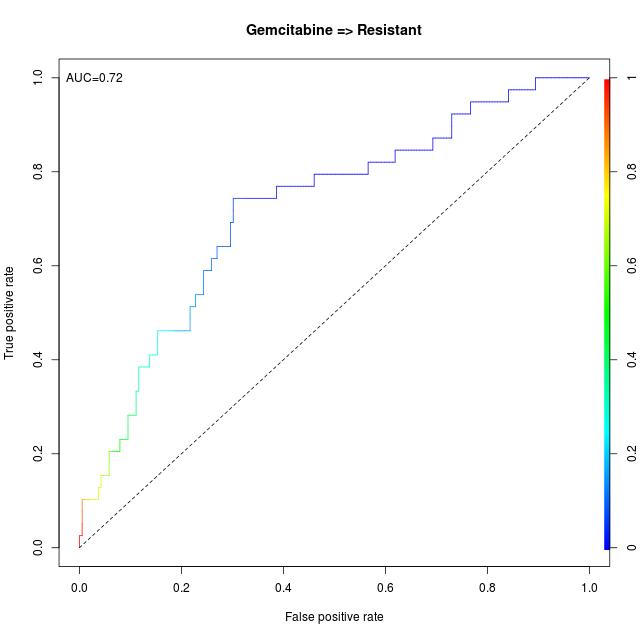 Gemcitabine => Resistant
AUC=0.72
True positive rate
1.0
0.8
0.6
0.4
0.2
0.0
1
0.8
0.6
0.4
0.2
0
0.0 0.2 0.4 0.6 0.8 1.0
False positive rate